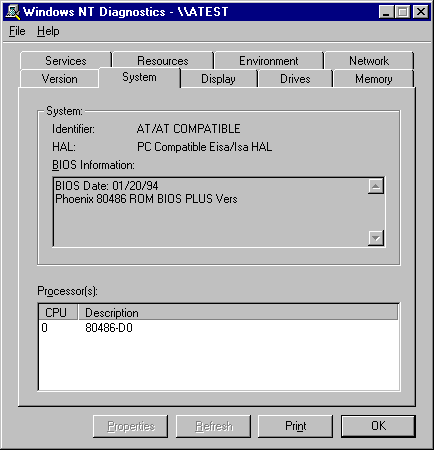 Windows NT Diagnostics - \\ATEST
File Help
Services Resources Environment Network
Version System Display Drives Memory
System:
Identifier: AT/AT COMPATIBLE
HAL: PC Compatible Eisa/Isa HAL
BIOS Information:
BIOS Date: 01/20/94
Phoenix 80486 ROM BIOS PLUS Vers
Processor(s):
CPU Description
0 80486-D0
Properties Refresh Print OK